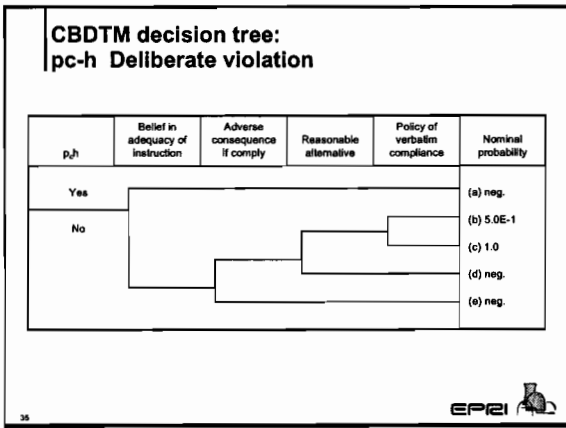 CBDTM decision tree:
pc-h Deliberate violation
pch
Belief in
adequacy of
instruction
Adverse
consequence
if comply
Reasonable
alternative
Policy of
verbatim
compliance
Nominal
probability
Yes
No
(a) neg.
(b) 5.0E-1
(c) 1.0
(d) neg.
(e) neg.
35
EPRI